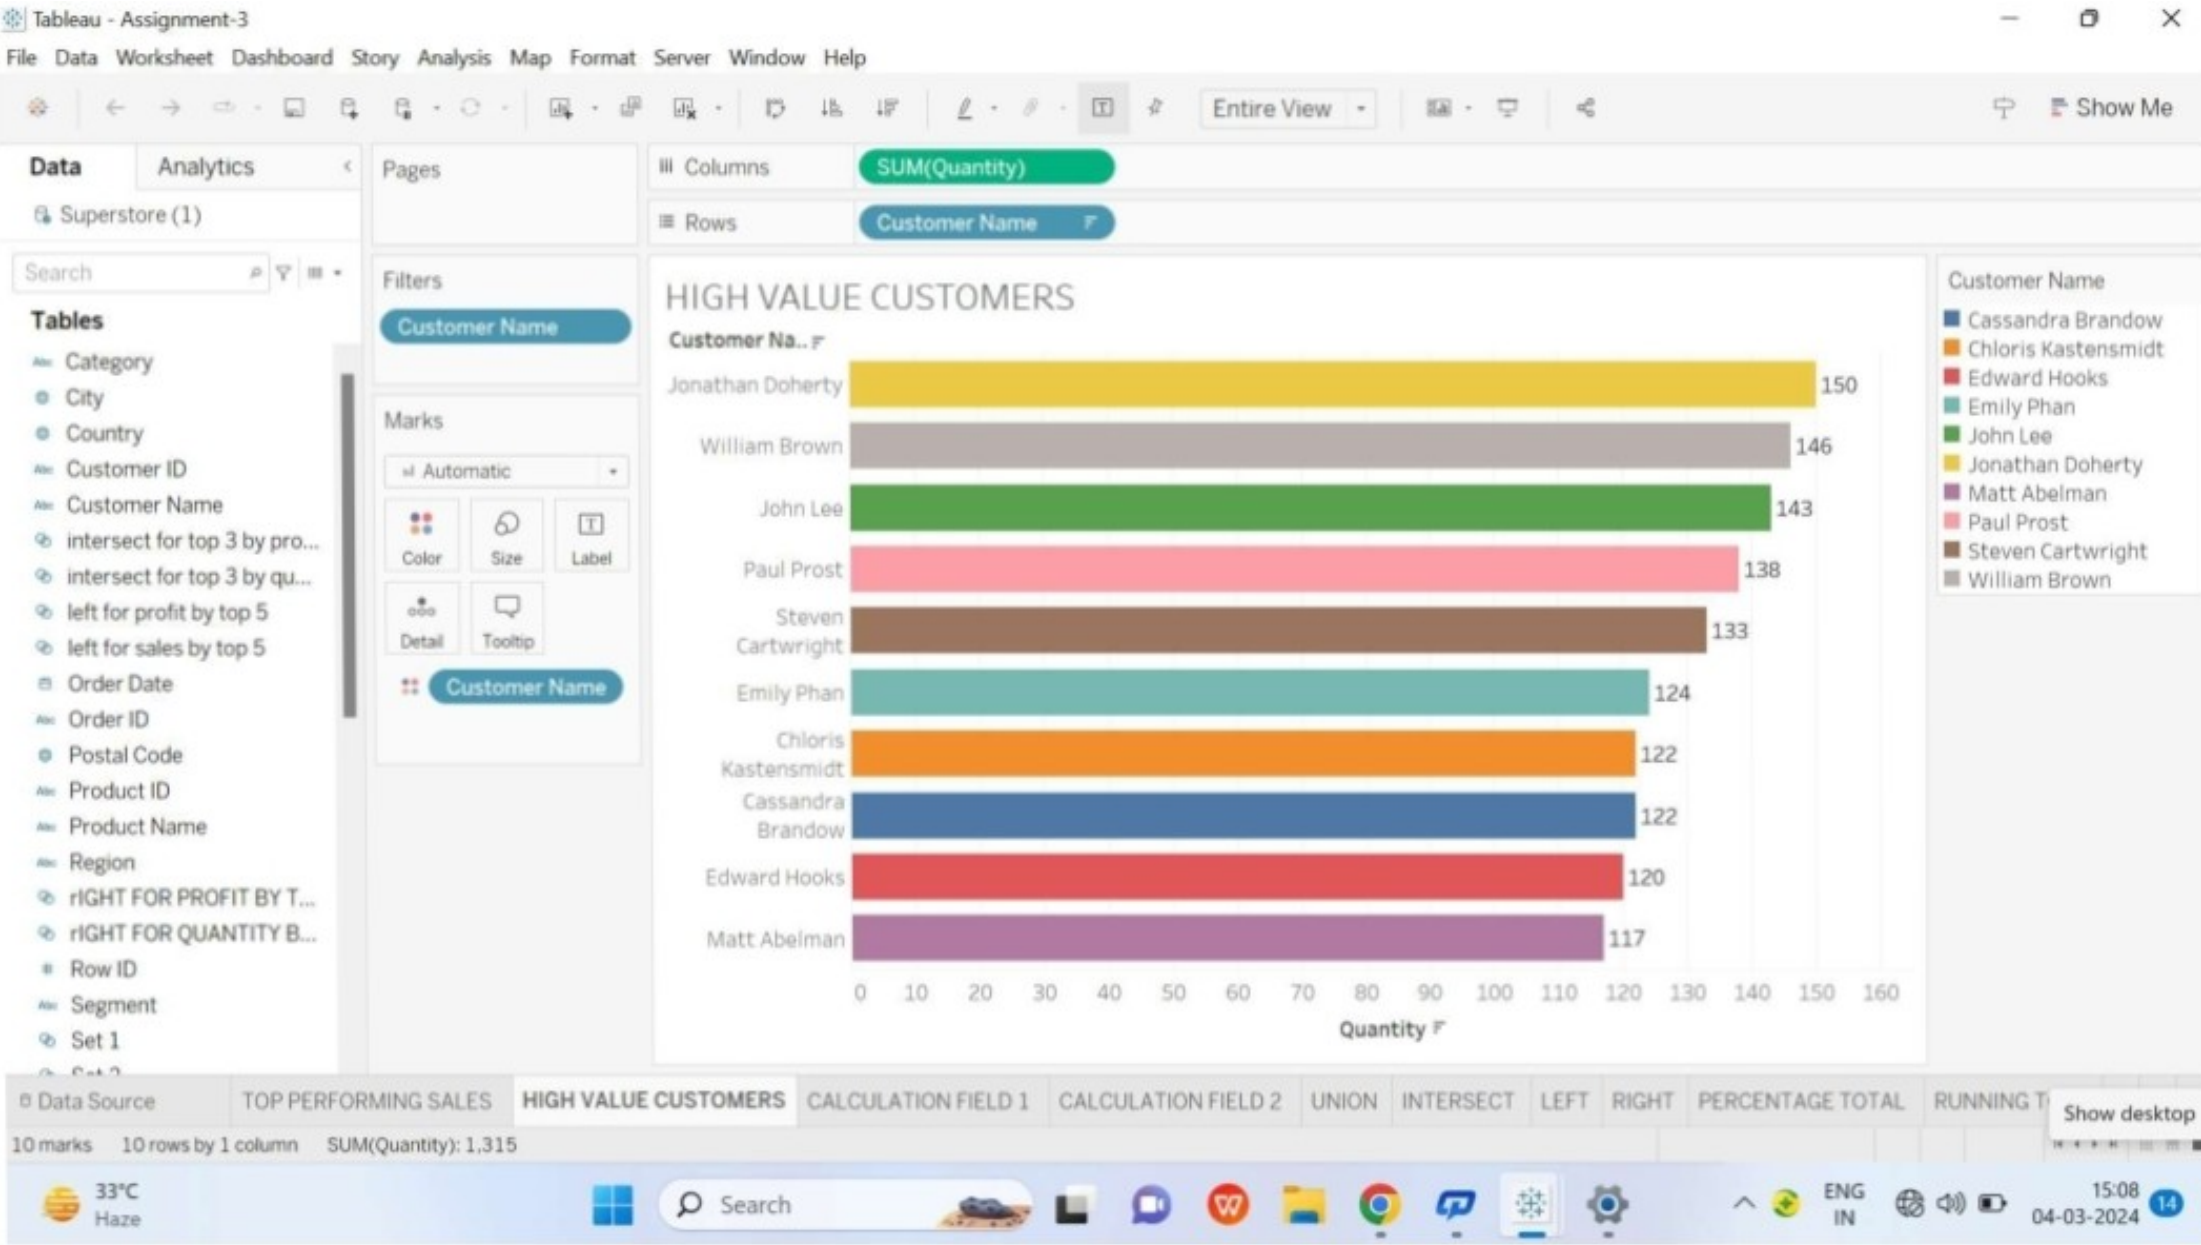 Tableau - Assignment-3
File Data Worksheet Dashboard Story Analysis Map Format Server Window Help
Entire View
Show Me
Data Analytics
Superstore (1)
Search
Tables
Abc Category
City
Country
Abc Customer ID
Abc Customer Name
intersect for top 3 by pro...
intersect for top 3 by qu...
left for profit by top 5
left for sales by top 5
Order Date
Abc Order ID
Postal Code
Abc Product ID
Abc Product Name
Abc Region
rIGHT FOR PROFIT BY T...
rIGHT FOR QUANTITY B...
# Row ID
Abc Segment
Set 1
Pages
Filters
Customer Name
Marks
Automatic
Color Size Label
Detail Tooltip
Customer Name
Columns SUM(Quantity)
Rows Customer Name
HIGH VALUE CUSTOMERS
Customer Na..
Jonathan Doherty 150
William Brown 146
John Lee 143
Paul Prost 138
Steven
Cartwright 133
Emily Phan 124
Chloris
Kastensmidt 122
Cassandra
Brandow 122
Edward Hooks 120
Matt Abelman 117
0 10 20 30 40 50 60 70 80 90 100 110 120 130 140 150 160
Quantity
Customer Name
Cassandra Brandow
Chloris Kastensmidt
Edward Hooks
Emily Phan
John Lee
Jonathan Doherty
Matt Abelman
Paul Prost
Steven Cartwright
William Brown
Data Source TOP PERFORMING SALES HIGH VALUE CUSTOMERS CALCULATION FIELD 1 CALCULATION FIELD 2 UNION INTERSECT LEFT RIGHT PERCENTAGE TOTAL RUNNING T
Show desktop
10 marks 10 rows by 1 column SUM(Quantity): 1,315
33°C
Haze
Search
ENG
IN
15:08
04-03-2024
14